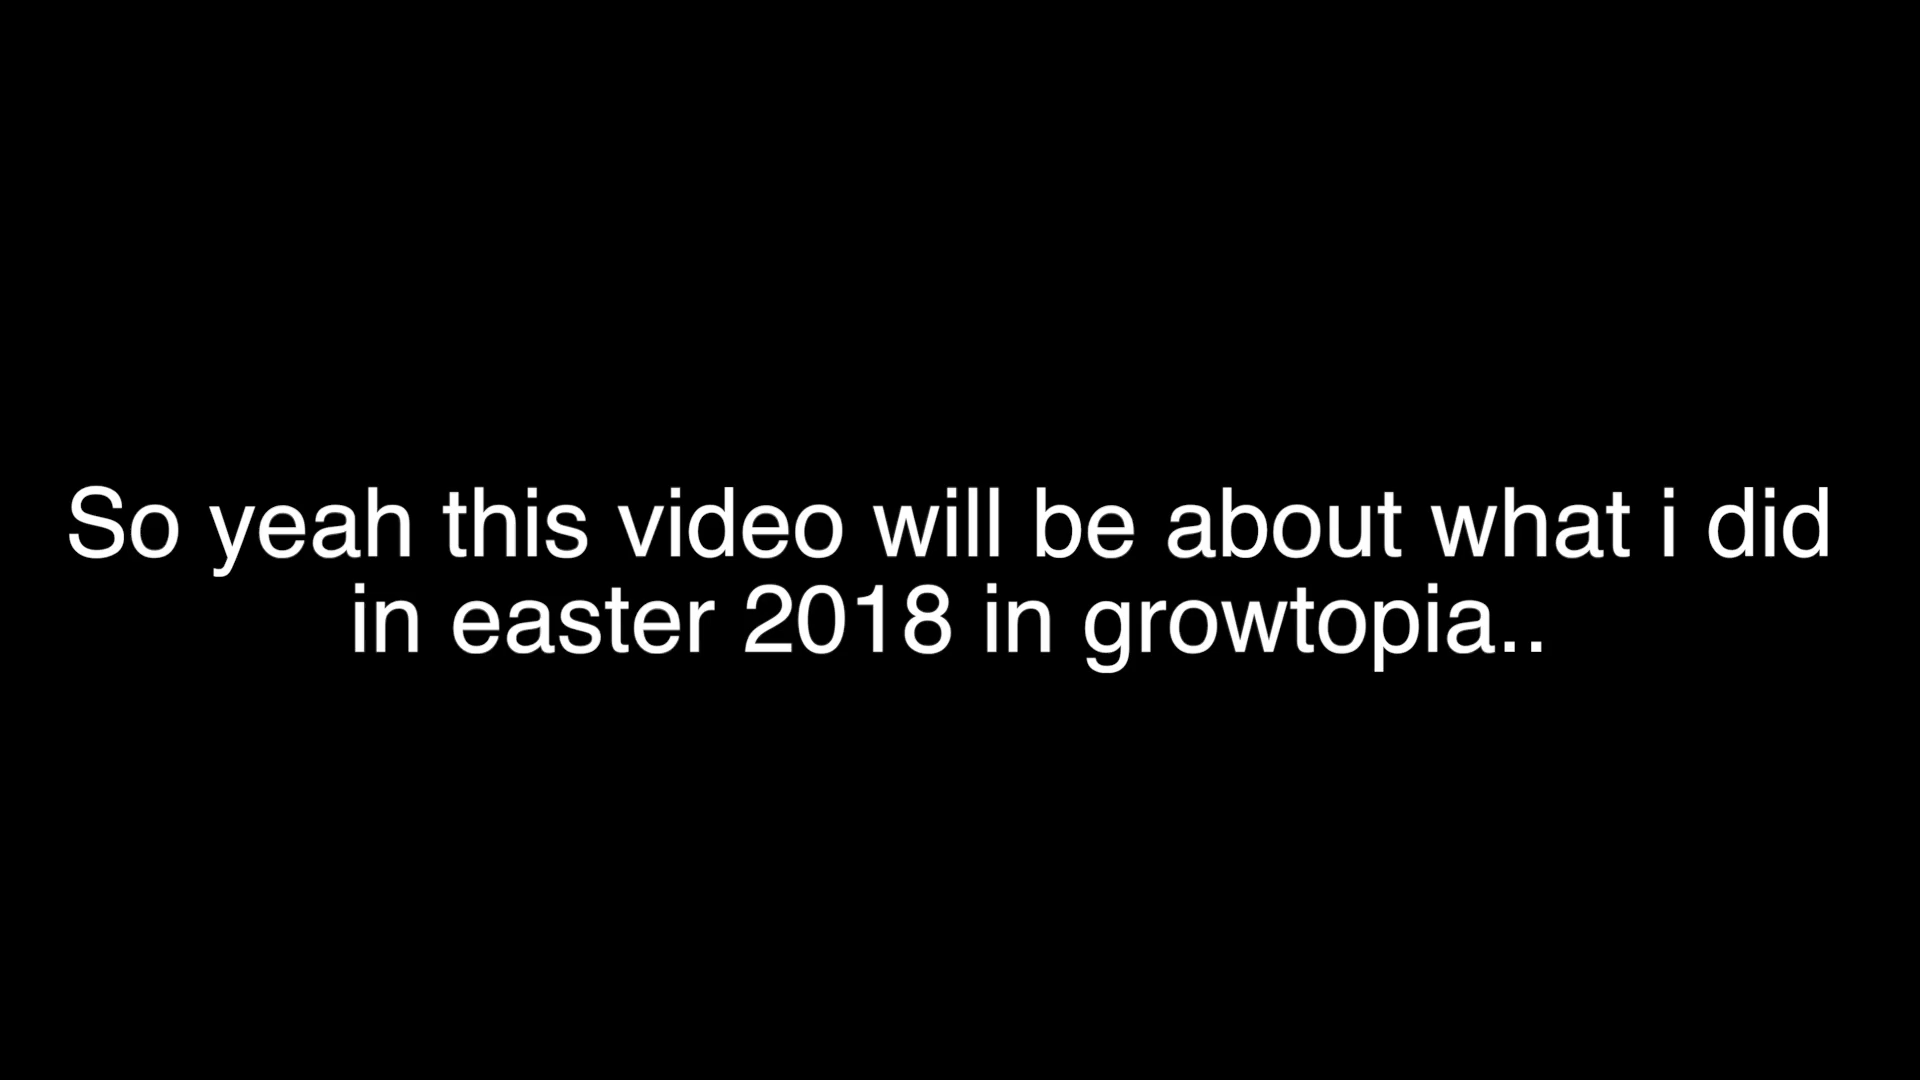 So yeah this video will be about what i did
in easter 2018 in growtopia..